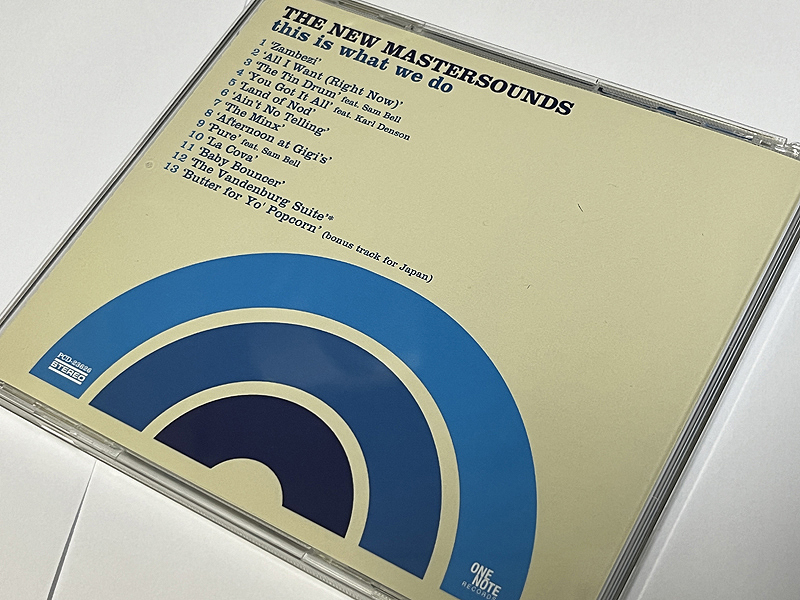 THE NEW MASTERSOUNDS
this is what we do
1 'Zambezi'
2 'All I Want (Right Now)'
3 'The Tin Drum' feat. Sam Bell
4 'You Got It All' feat. Karl Denson
5 'Land of Nod'
6 'Ain't No Telling'
7 'The Minx'
8 'Afternoon at Gigi's'
9 'Pure' feat. Sam Bell
10 'La Cova'
11 'Baby Bouncer'
12 'The Vandenburg Suite'*
13 'Butter for Yo' Popcorn' (bonus track for Japan)
PCD-23626
STEREO
ONE
NOTE
RECORDS